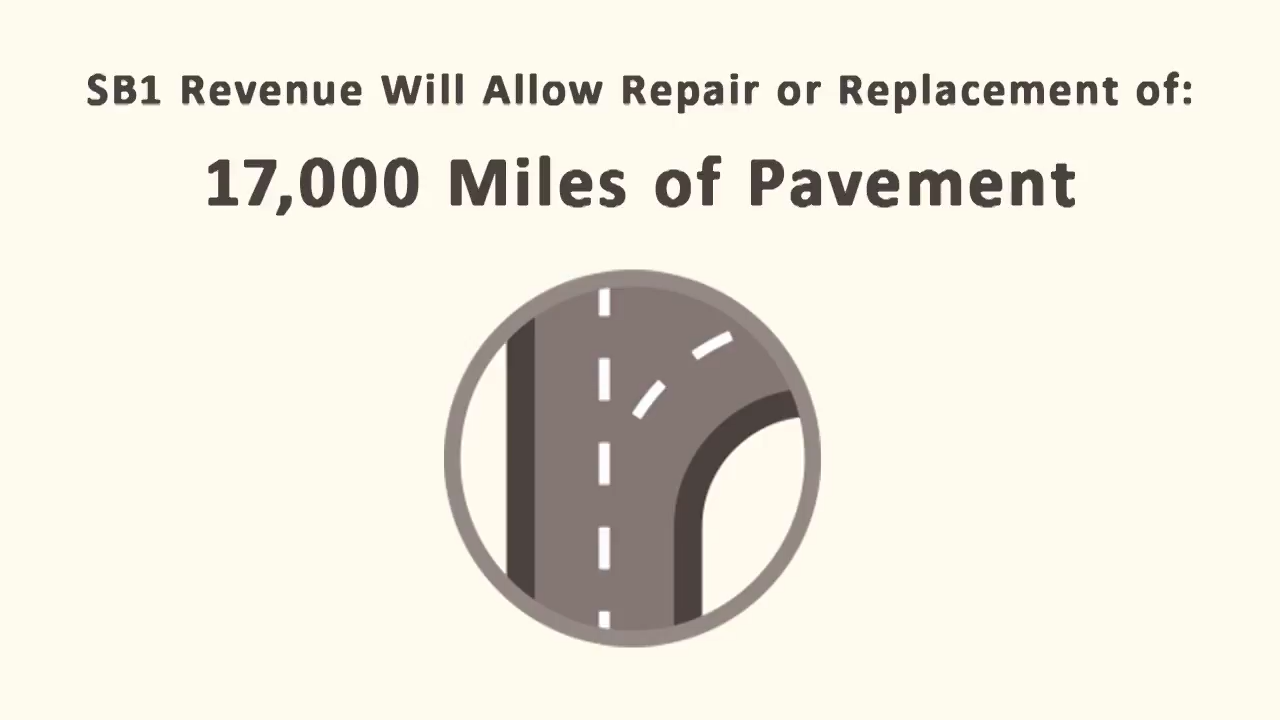 SB1 Revenue Will Allow Repair or Replacement of:
17,000 Miles of Pavement